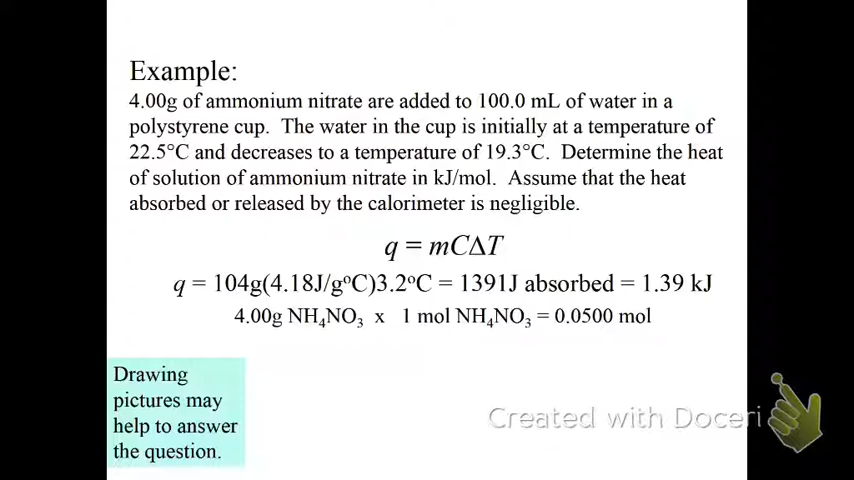 Example:
4.00g of ammonium nitrate are added to 100.0 mL of water in a
polystyrene cup.  The water in the cup is initially at a temperature of
22.5°C and decreases to a temperature of 19.3°C.  Determine the heat
of solution of ammonium nitrate in kJ/mol.  Assume that the heat
absorbed or released by the calorimeter is negligible.
q = mCΔT
q = 104g(4.18J/g°C)3.2°C = 1391J absorbed = 1.39 kJ
4.00g NH₄NO₃  x  1 mol NH₄NO₃ = 0.0500 mol
Drawing
pictures may
help to answer
the question.
Created with Doceri